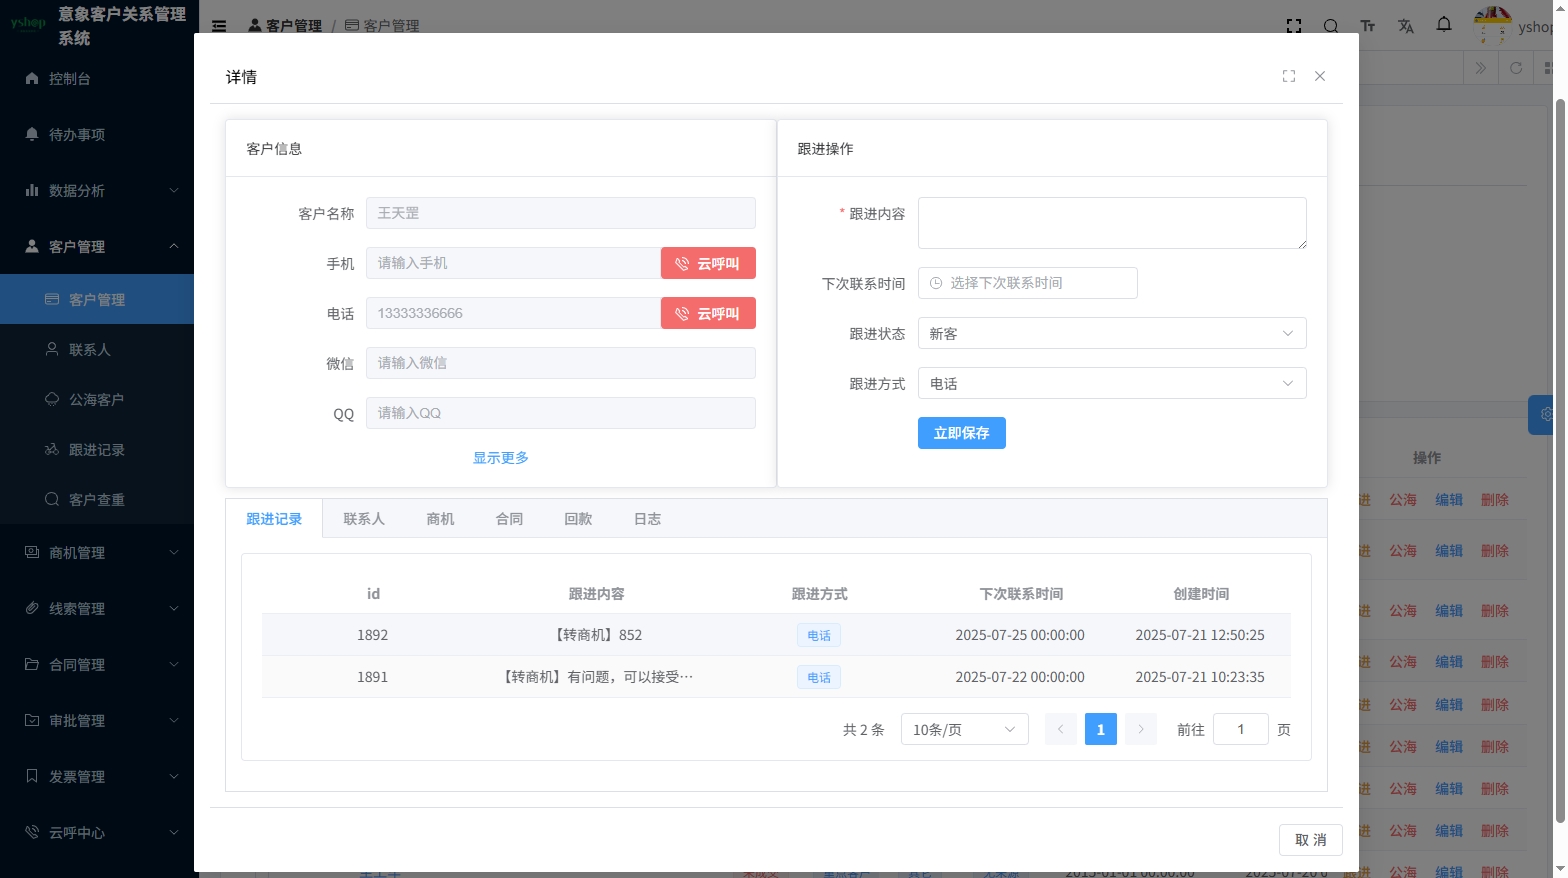 yshop
意象客户关系管理
系统
控制台
待办事项
数据分析
客户管理
客户管理
联系人
公海客户
跟进记录
客户查重
商机管理
线索管理
合同管理
审批管理
发票管理
云呼中心
客户管理 / 客户管理
yshop
详情
客户信息
客户名称 王天罡
手机 请输入手机 云呼叫
电话 13333336666 云呼叫
微信 请输入微信
QQ 请输入QQ
显示更多
跟进操作
* 跟进内容
下次联系时间 选择下次联系时间
跟进状态 新客
跟进方式 电话
立即保存
跟进记录 联系人 商机 合同 回款 日志
id 跟进内容 跟进方式 下次联系时间 创建时间
1892 【转商机】852 电话 2025-07-25 00:00:00 2025-07-21 12:50:25
1891 【转商机】有问题，可以接受… 电话 2025-07-22 00:00:00 2025-07-21 10:23:35
共 2 条 10条/页 1 前往 1 页
取 消
操作
进 公海 编辑 删除
进 公海 编辑 删除
进 公海 编辑 删除
进 公海 编辑 删除
进 公海 编辑 删除
进 公海 编辑 删除
进 公海 编辑 删除
进 公海 编辑 删除
跟进 公海 编辑 删除